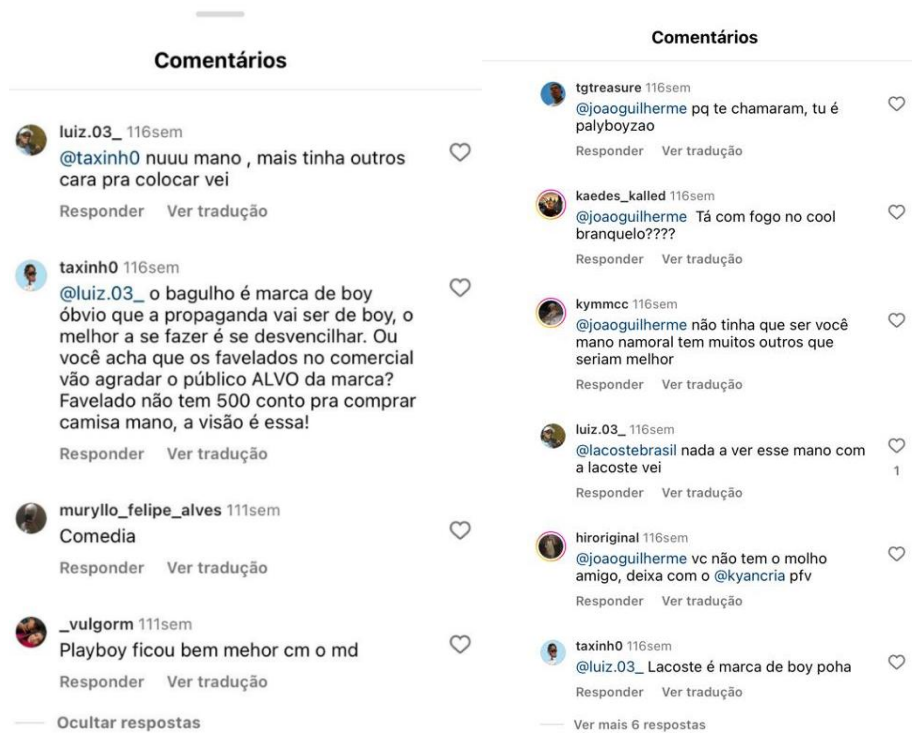 Comentários
luiz.03_ 116sem
@taxinh0 nuuu mano , mais tinha outros
cara pra colocar vei
Responder Ver tradução
taxinh0 116sem
@luiz.03_ o bagulho é marca de boy
óbvio que a propaganda vai ser de boy, o
melhor a se fazer é se desvencilhar. Ou
você acha que os favelados no comercial
vão agradar o público ALVO da marca?
Favelado não tem 500 conto pra comprar
camisa mano, a visão é essa!
Responder Ver tradução
muryllo_felipe_alves 111sem
Comedia
Responder Ver tradução
_vulgorm 111sem
Playboy ficou bem mehor cm o md
Responder Ver tradução
Ocultar respostas
Comentários
tgtreasure 116sem
@joaoguilherme pq te chamaram, tu é
palyboyzao
Responder Ver tradução
kaedes_kalled 116sem
@joaoguilherme Tá com fogo no cool
branquelo????
Responder Ver tradução
kymmcc 116sem
@joaoguilherme não tinha que ser você
mano namoral tem muitos outros que
seriam melhor
Responder Ver tradução
luiz.03_ 116sem
@lacostebrasil nada a ver esse mano com
a lacoste vei
1
Responder Ver tradução
hiroriginal 116sem
@joaoguilherme vc não tem o molho
amigo, deixa com o @kyancria pfv
Responder Ver tradução
taxinh0 116sem
@luiz.03_ Lacoste é marca de boy poha
Responder Ver tradução
Ver mais 6 respostas